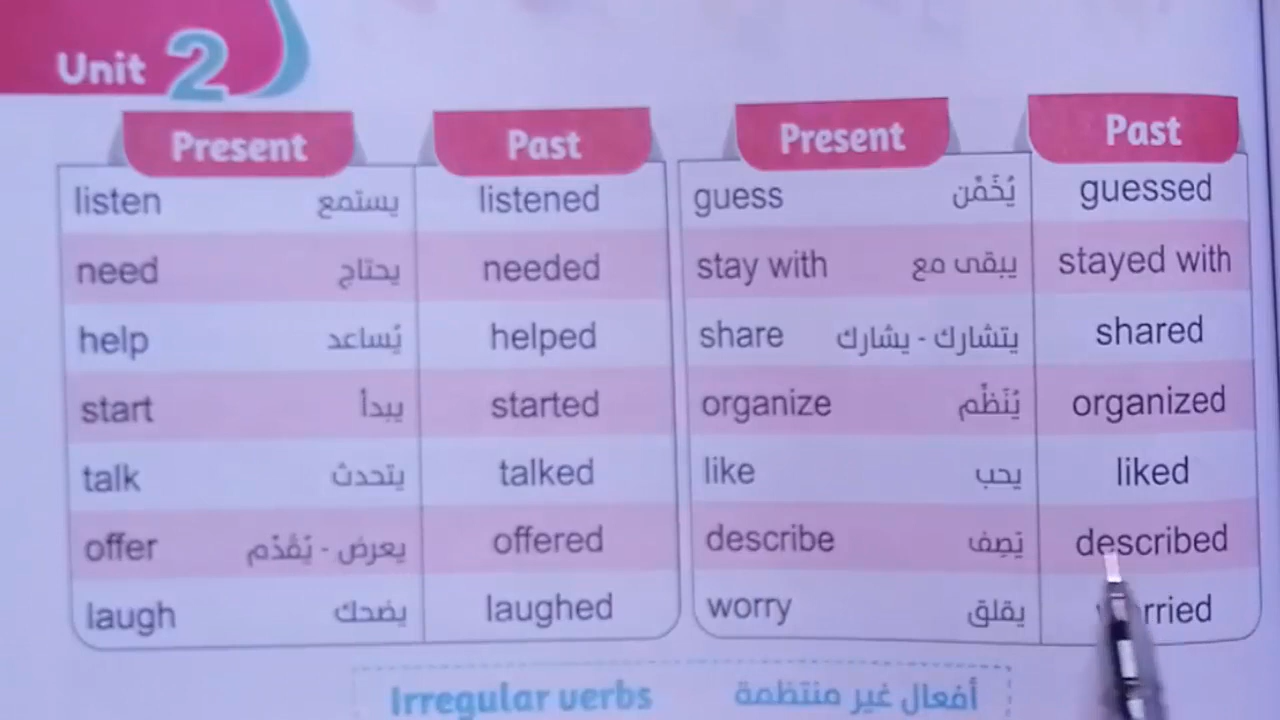 Unit 2
Present Past Present Past
listen يستمع listened guess يُخَمِّن guessed
need يحتاج needed stay with يبقى مع stayed with
help يُساعد helped share يتشارك - يشارك shared
start يبدأ started organize يُنَظِّم organized
talk يتحدث talked like يحب liked
offer يعرض - يُقَدِّم offered describe يَصِف described
laugh يضحك laughed worry يقلق
Irregular verbs أفعال غير منتظمة